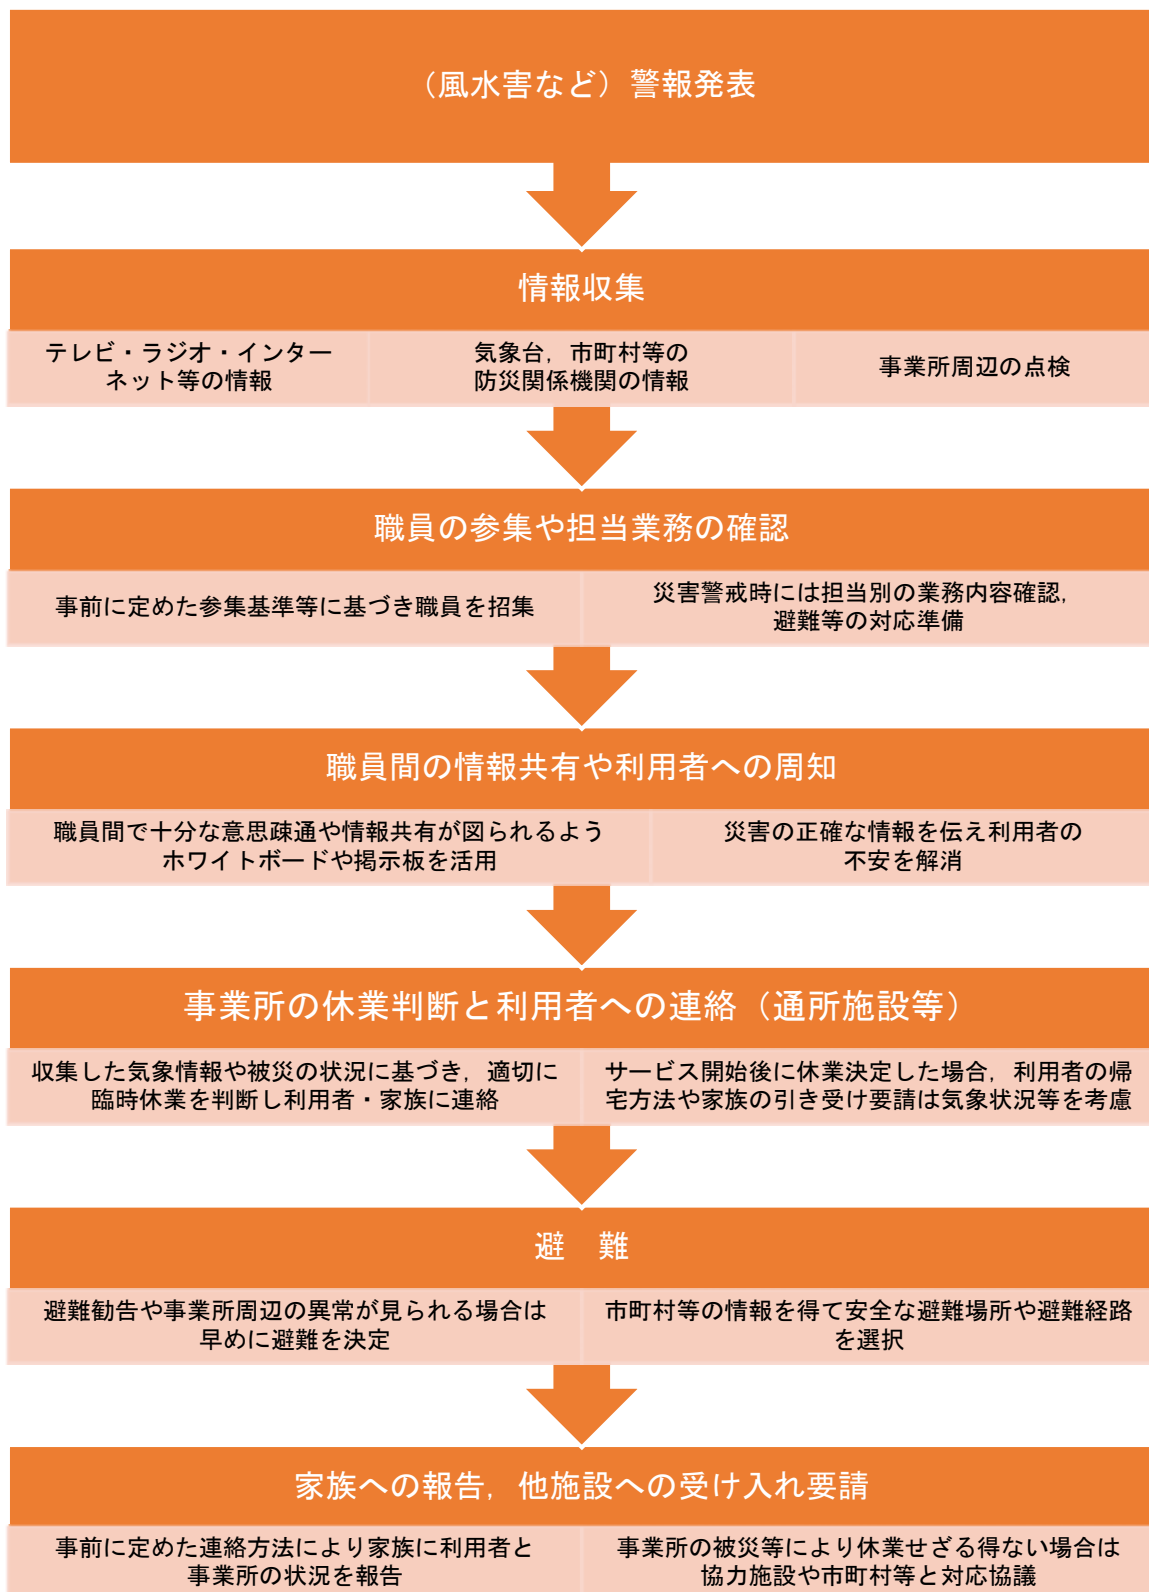 （風水害など）警報発表
情報収集
テレビ・ラジオ・インター
ネット等の情報
気象台，市町村等の
防災関係機関の情報
事業所周辺の点検
職員の参集や担当業務の確認
事前に定めた参集基準等に基づき職員を招集
災害警戒時には担当別の業務内容確認，
避難等の対応準備
職員間の情報共有や利用者への周知
職員間で十分な意思疎通や情報共有が図られるよう
ホワイトボードや掲示板を活用
災害の正確な情報を伝え利用者の
不安を解消
事業所の休業判断と利用者への連絡（通所施設等）
収集した気象情報や被災の状況に基づき，適切に
臨時休業を判断し利用者・家族に連絡
サービス開始後に休業決定した場合，利用者の帰
宅方法や家族の引き受け要請は気象状況等を考慮
避　難
避難勧告や事業所周辺の異常が見られる場合は
早めに避難を決定
市町村等の情報を得て安全な避難場所や避難経路
を選択
家族への報告，他施設への受け入れ要請
事前に定めた連絡方法により家族に利用者と
事業所の状況を報告
事業所の被災等により休業せざる得ない場合は
協力施設や市町村等と対応協議